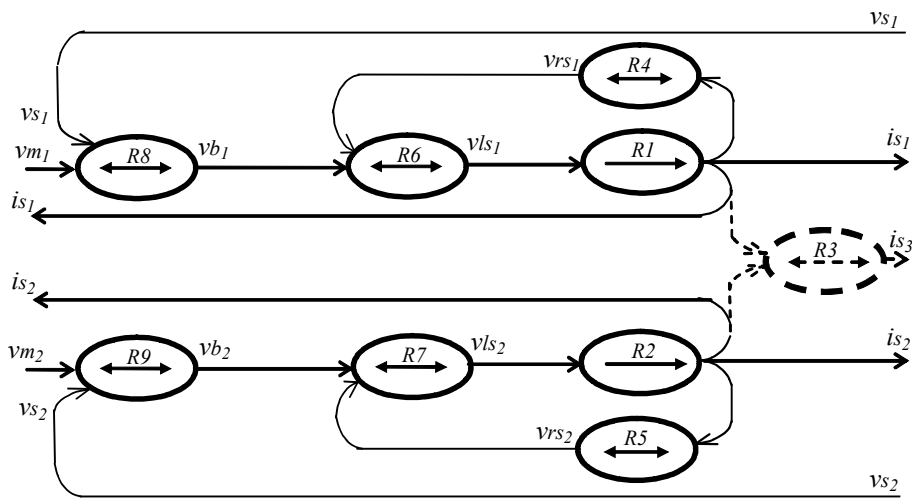 vs1
vrs1
R4
vs1
vm1
R8
vb1
R6
vls1
R1
is1
is1
R3
is3
is2
vm2
R9
vb2
R7
vls2
R2
is2
vs2
vrs2
R5
vs2